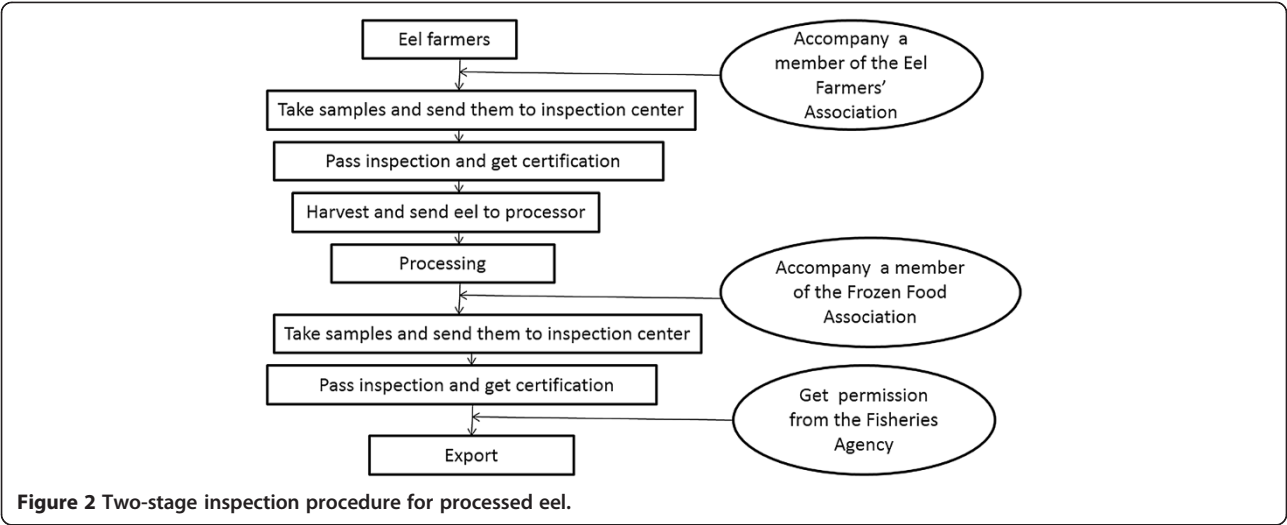 Eel farmers
Accompany a
member of the Eel
Farmers’
Association
Take samples and send them to inspection center
Pass inspection and get certification
Harvest and send eel to processor
Processing
Accompany a member
of the Frozen Food
Association
Take samples and send them to inspection center
Pass inspection and get certification
Get permission
from the Fisheries
Agency
Export
Figure 2 Two-stage inspection procedure for processed eel.